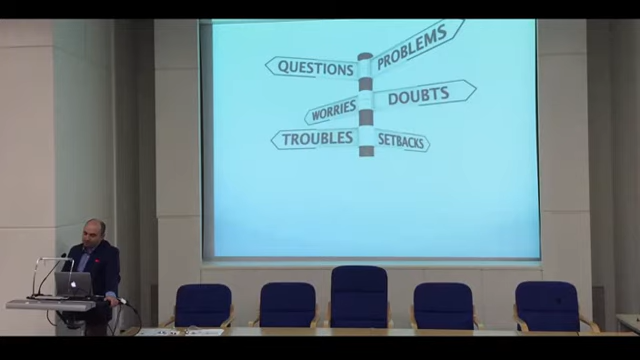 PROBLEMS
QUESTIONS
DOUBTS
WORRIES
TROUBLES
SETBACKS